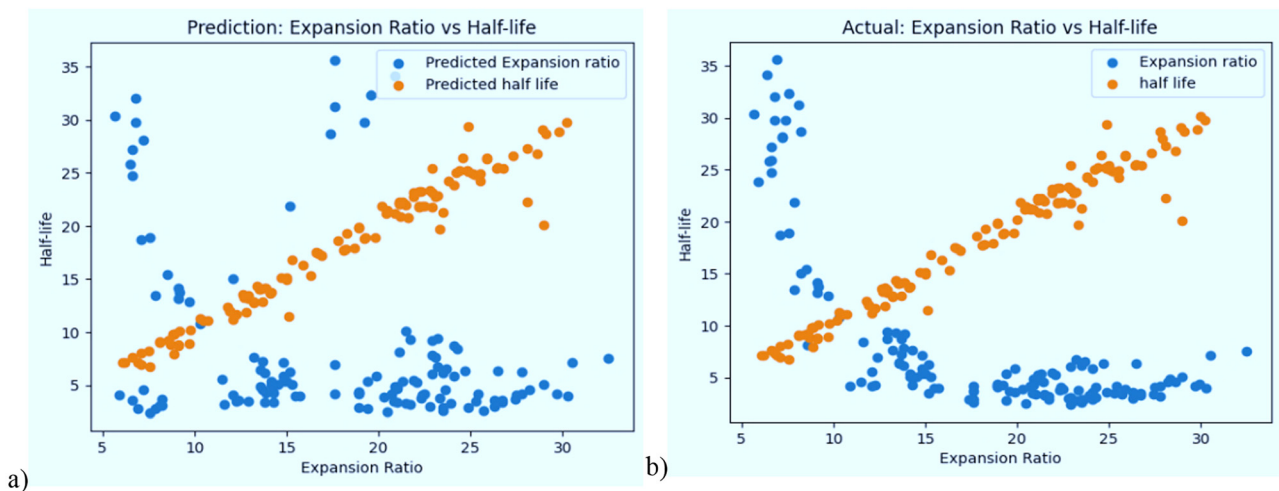 Prediction: Expansion Ratio vs Half-life
Predicted Expansion ratio
Predicted half life
35
30
25
20
15
10
5
Half-life
5 10 15 20 25 30
Expansion Ratio
a)
Actual: Expansion Ratio vs Half-life
Expansion ratio
half life
35
30
25
20
15
10
5
Half-life
5 10 15 20 25 30
Expansion Ratio
b)